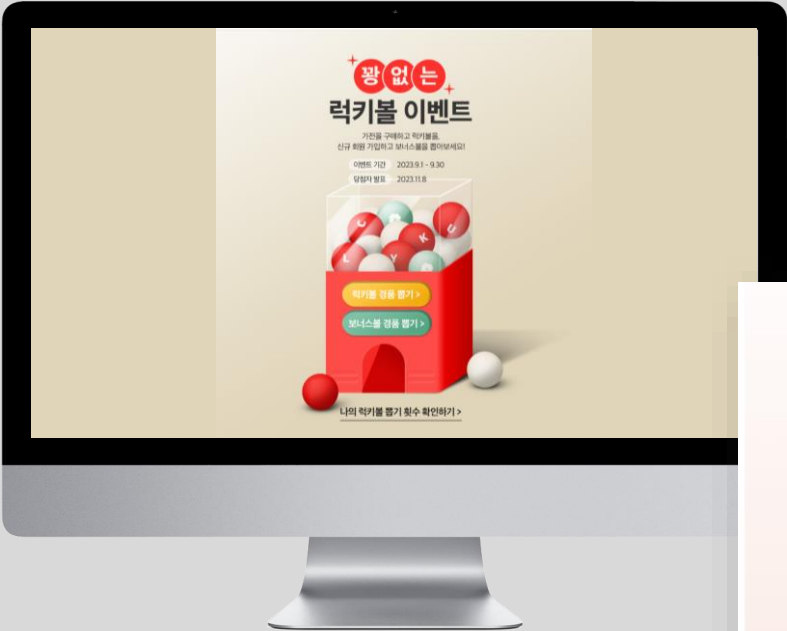 꽝없는
럭키볼 이벤트
가전을 구매하고 럭키볼을,
신규 회원 가입하고 보너스볼을 뽑아보세요!
이벤트 기간 2023.9.1 ~ 9.30
당첨자 발표 2023.11.8
C U
K
L Y
럭키볼 경품 뽑기 >
보너스볼 경품 뽑기 >
나의 럭키볼 뽑기 횟수 확인하기 >